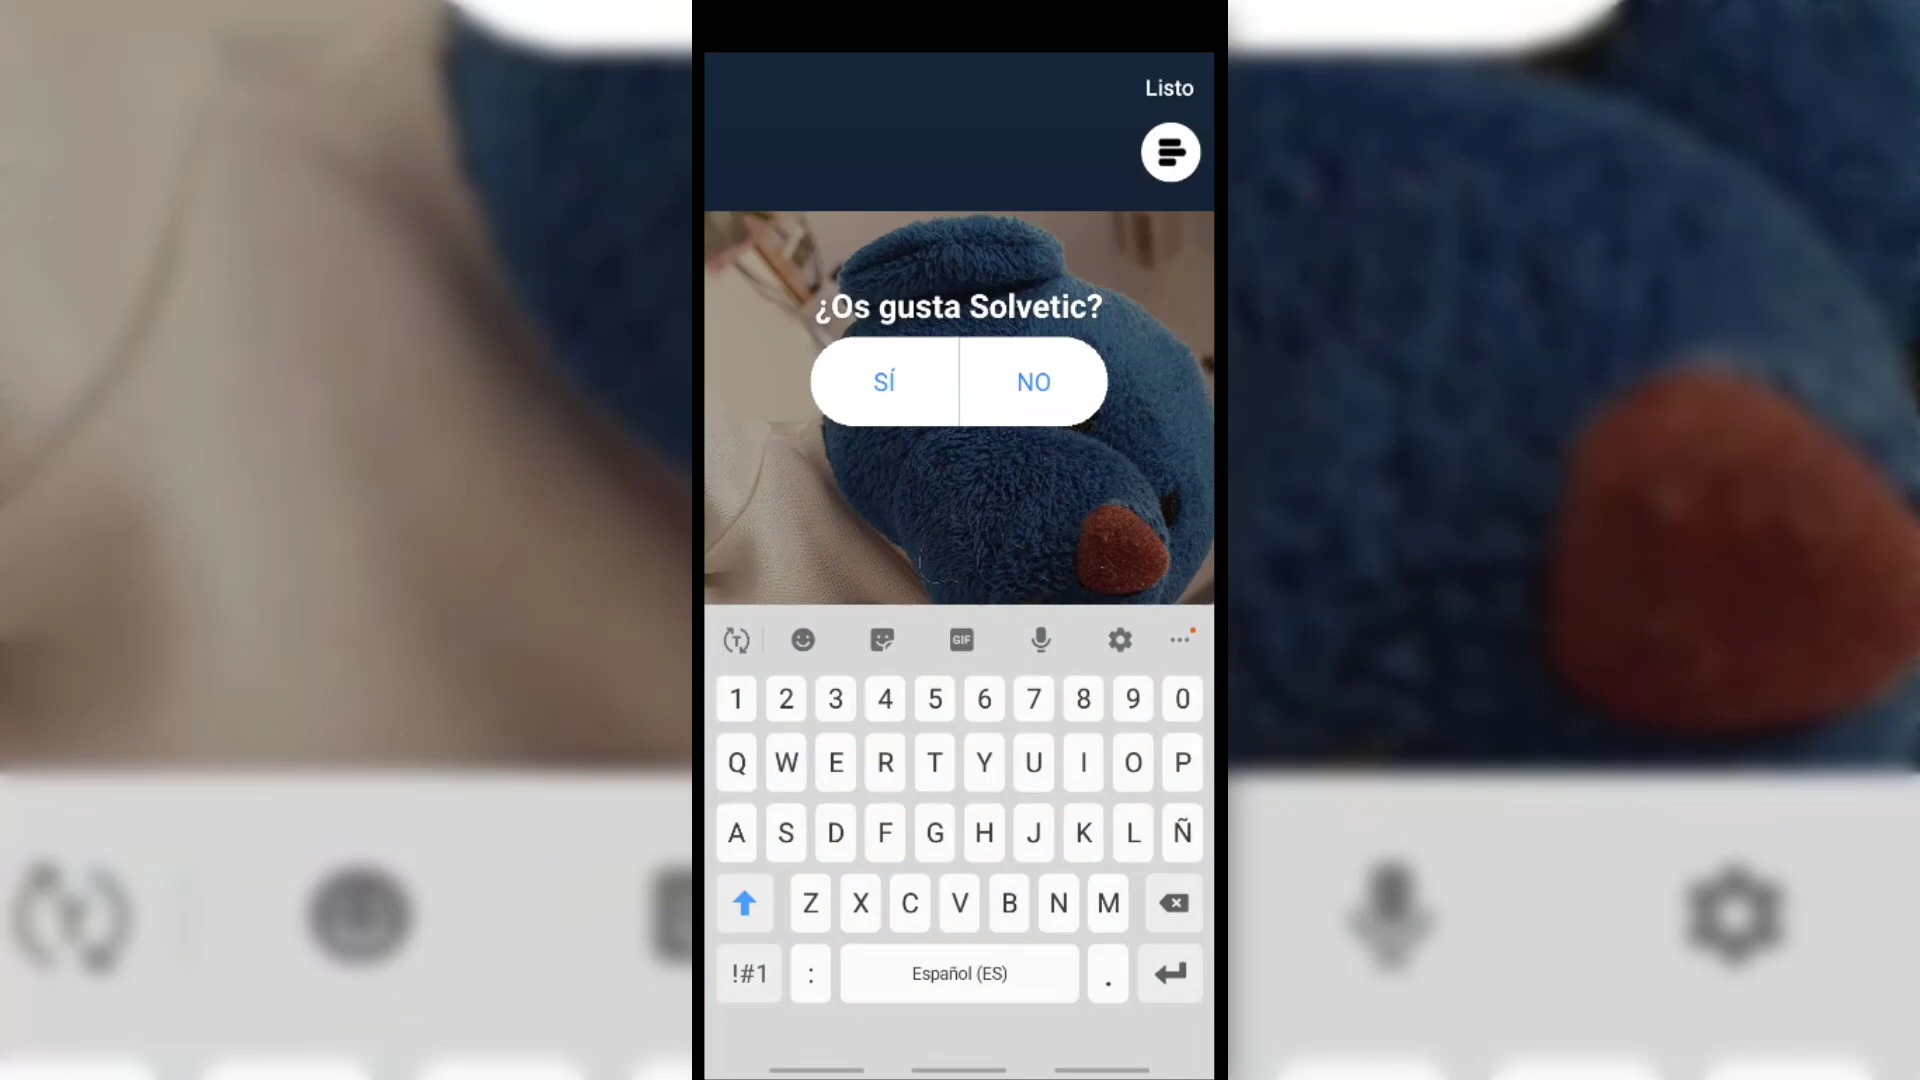 Listo
¿Os gusta Solvetic?
SÍ NO
GIF
1 2 3 4 5 6 7 8 9 0
Q W E R T Y U I O P
A S D F G H J K L Ñ
Z X C V B N M
!#1 : Español (ES) .